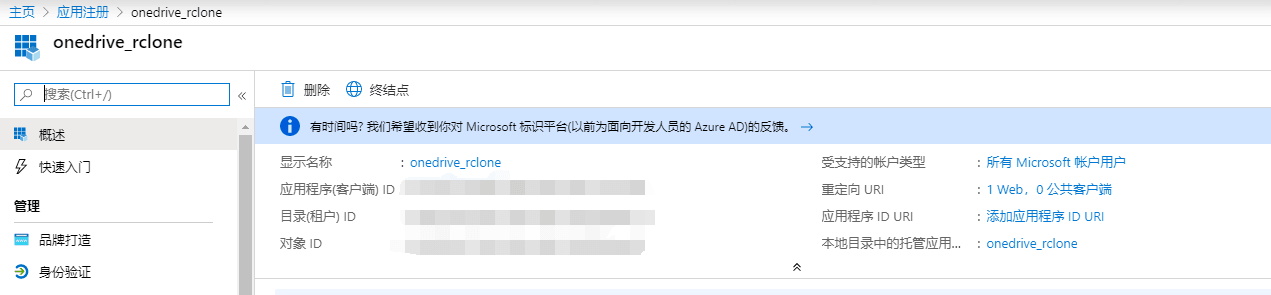 主页 > 应用注册 > onedrive_rclone
onedrive_rclone
搜索(Ctrl+/)
«
删除
终结点
概述
有时间吗? 我们希望收到你对 Microsoft 标识平台(以前为面向开发人员的 Azure AD)的反馈。 →
快速入门
显示名称 : onedrive_rclone
受支持的帐户类型 : 所有 Microsoft 帐户用户
应用程序(客户端) ID :
重定向 URI : 1 Web，0 公共客户端
管理
目录(租户) ID :
应用程序 ID URI : 添加应用程序 ID URI
品牌打造
对象 ID :
本地目录中的托管应用... : onedrive_rclone
身份验证